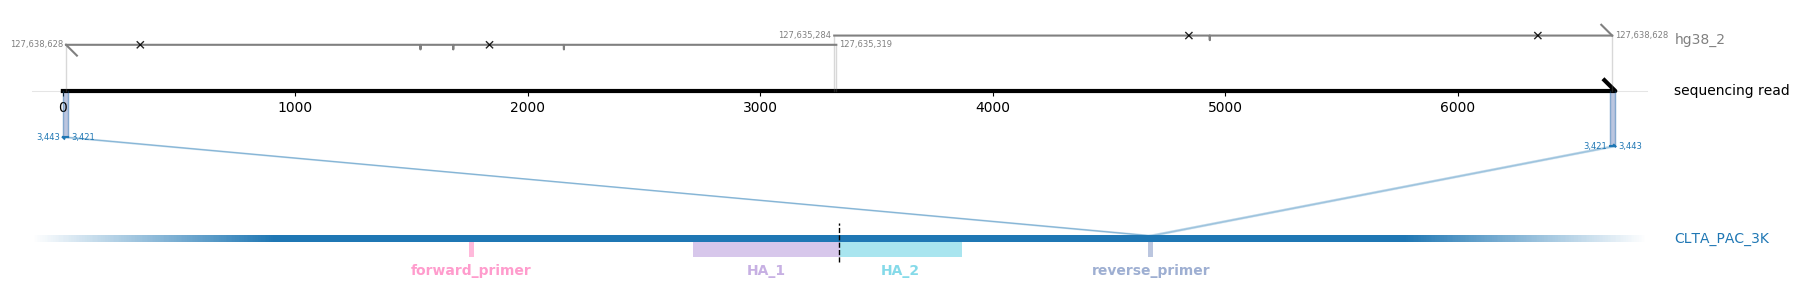 127,635,284
127,638,628
127,635,319
127,638,628
hg38_2
sequencing read
0 1000 2000 3000 4000 5000 6000
3,443 3,421
3,421 3,443
CLTA_PAC_3K
forward_primer HA_1 HA_2 reverse_primer